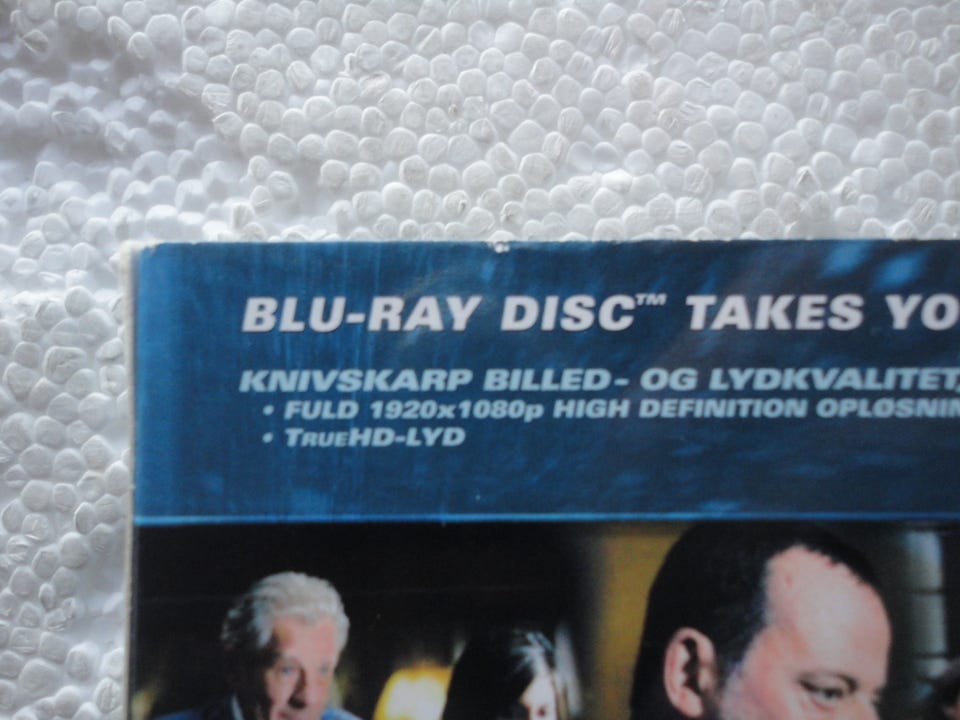 BLU-RAY DISC™ TAKES YO
KNIVSKARP BILLED- OG LYDKVALITET,
• FULD 1920x1080p HIGH DEFINITION OPLØSNIN
• TRUEHD-LYD